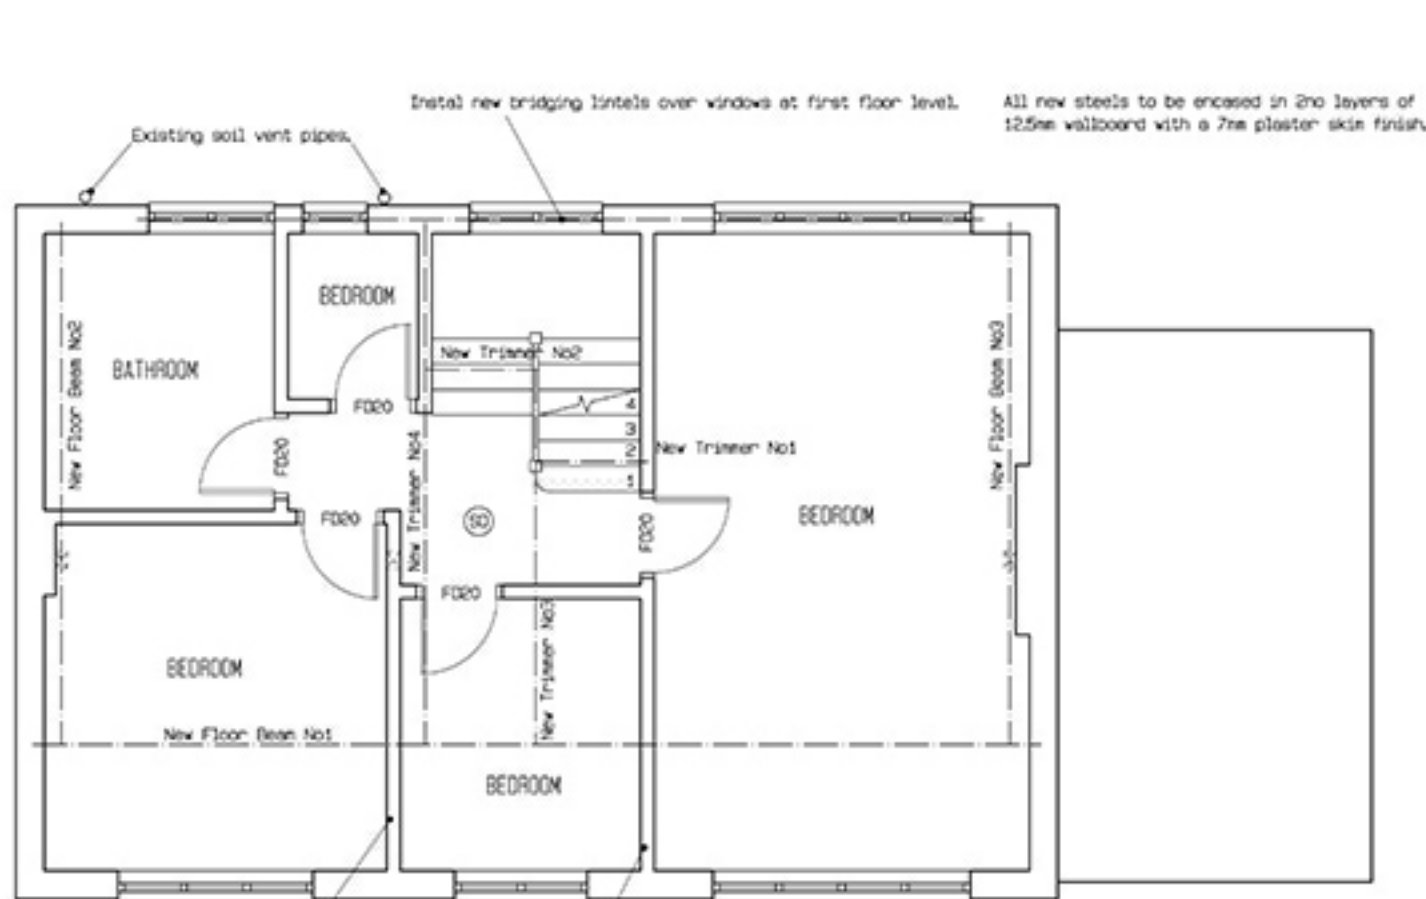 Instal new bridging lintels over windows at first floor level.
All new steels to be encased in 2no layers of
12.5mm wallboard with a 7mm plaster skim finish.
Existing soil vent pipes.
BEDROOM
New Floor Beam No2
BATHROOM
New Trimmer No2
New Floor Beam No3
FD20
4
3
2
1
New Trimmer No1
FD20
New Trimmer No4
FD20
SD
FD20
BEDROOM
FD20
New Trimmer No3
BEDROOM
New Floor Beam No1
BEDROOM